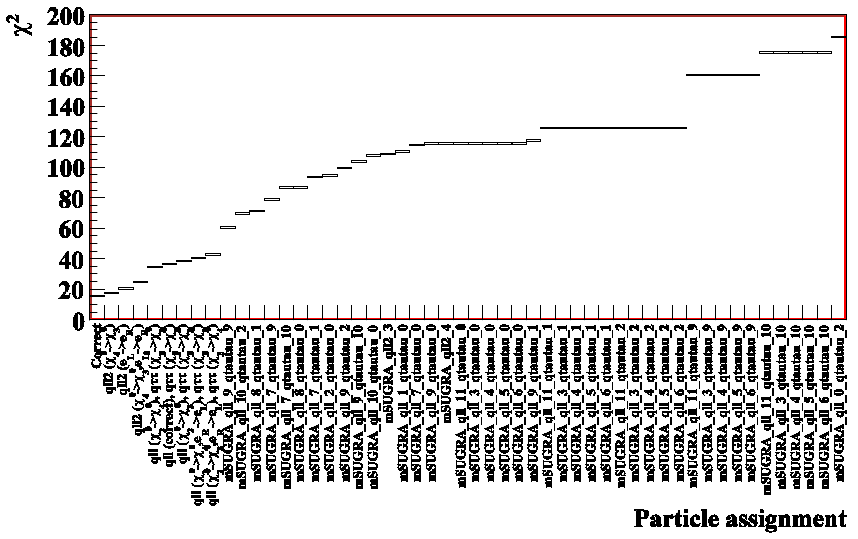 χ²
200
180
160
140
120
100
80
60
40
20
0
Correct
mSUGRA_qll_9_qtautau_9
mSUGRA_qll_10_qtautau_2
mSUGRA_qll_8_qtautau_1
mSUGRA_qll_7_qtautau_9
mSUGRA_qll_7_qtautau_10
mSUGRA_qll_8_qtautau_0
mSUGRA_qll_7_qtautau_1
mSUGRA_qll_2_qtautau_0
mSUGRA_qll_9_qtautau_2
mSUGRA_qll_9_qtautau_10
mSUGRA_qll_10_qtautau_0
mSUGRA_qll2_3
mSUGRA_qll_1_qtautau_0
mSUGRA_qll_7_qtautau_0
mSUGRA_qll_9_qtautau_0
mSUGRA_qll2_4
mSUGRA_qll_11_qtautau_0
mSUGRA_qll_3_qtautau_0
mSUGRA_qll_4_qtautau_0
mSUGRA_qll_5_qtautau_0
mSUGRA_qll_6_qtautau_0
mSUGRA_qll_9_qtautau_1
mSUGRA_qll_11_qtautau_1
mSUGRA_qll_3_qtautau_1
mSUGRA_qll_4_qtautau_1
mSUGRA_qll_5_qtautau_1
mSUGRA_qll_6_qtautau_1
mSUGRA_qll_11_qtautau_2
mSUGRA_qll_3_qtautau_2
mSUGRA_qll_4_qtautau_2
mSUGRA_qll_5_qtautau_2
mSUGRA_qll_6_qtautau_2
mSUGRA_qll_11_qtautau_9
mSUGRA_qll_3_qtautau_9
mSUGRA_qll_4_qtautau_9
mSUGRA_qll_5_qtautau_9
mSUGRA_qll_6_qtautau_9
mSUGRA_qll_11_qtautau_10
mSUGRA_qll_3_qtautau_10
mSUGRA_qll_4_qtautau_10
mSUGRA_qll_5_qtautau_10
mSUGRA_qll_6_qtautau_10
mSUGRA_qll_0_qtautau_2
Particle assignment